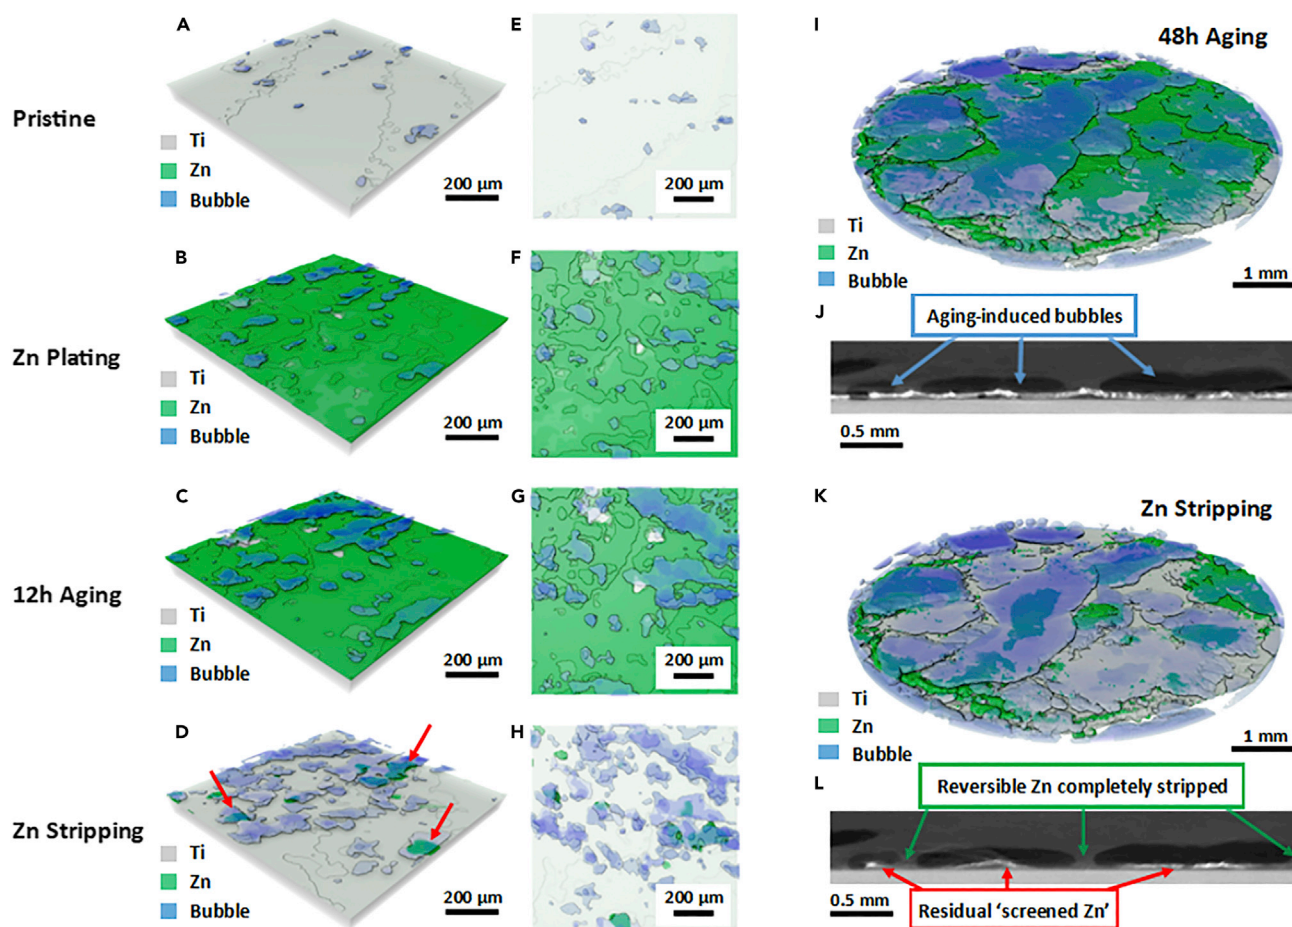 A
Pristine
Ti
Zn
Bubble
200 µm
E
200 µm
B
Zn Plating
Ti
Zn
Bubble
200 µm
F
200 µm
C
12h Aging
Ti
Zn
Bubble
200 µm
G
200 µm
D
Zn Stripping
Ti
Zn
Bubble
200 µm
H
200 µm
I
48h Aging
Ti
Zn
Bubble
1 mm
J
Aging-induced bubbles
0.5 mm
K
Zn Stripping
Ti
Zn
Bubble
1 mm
L
Reversible Zn completely stripped
0.5 mm
Residual ‘screened Zn’